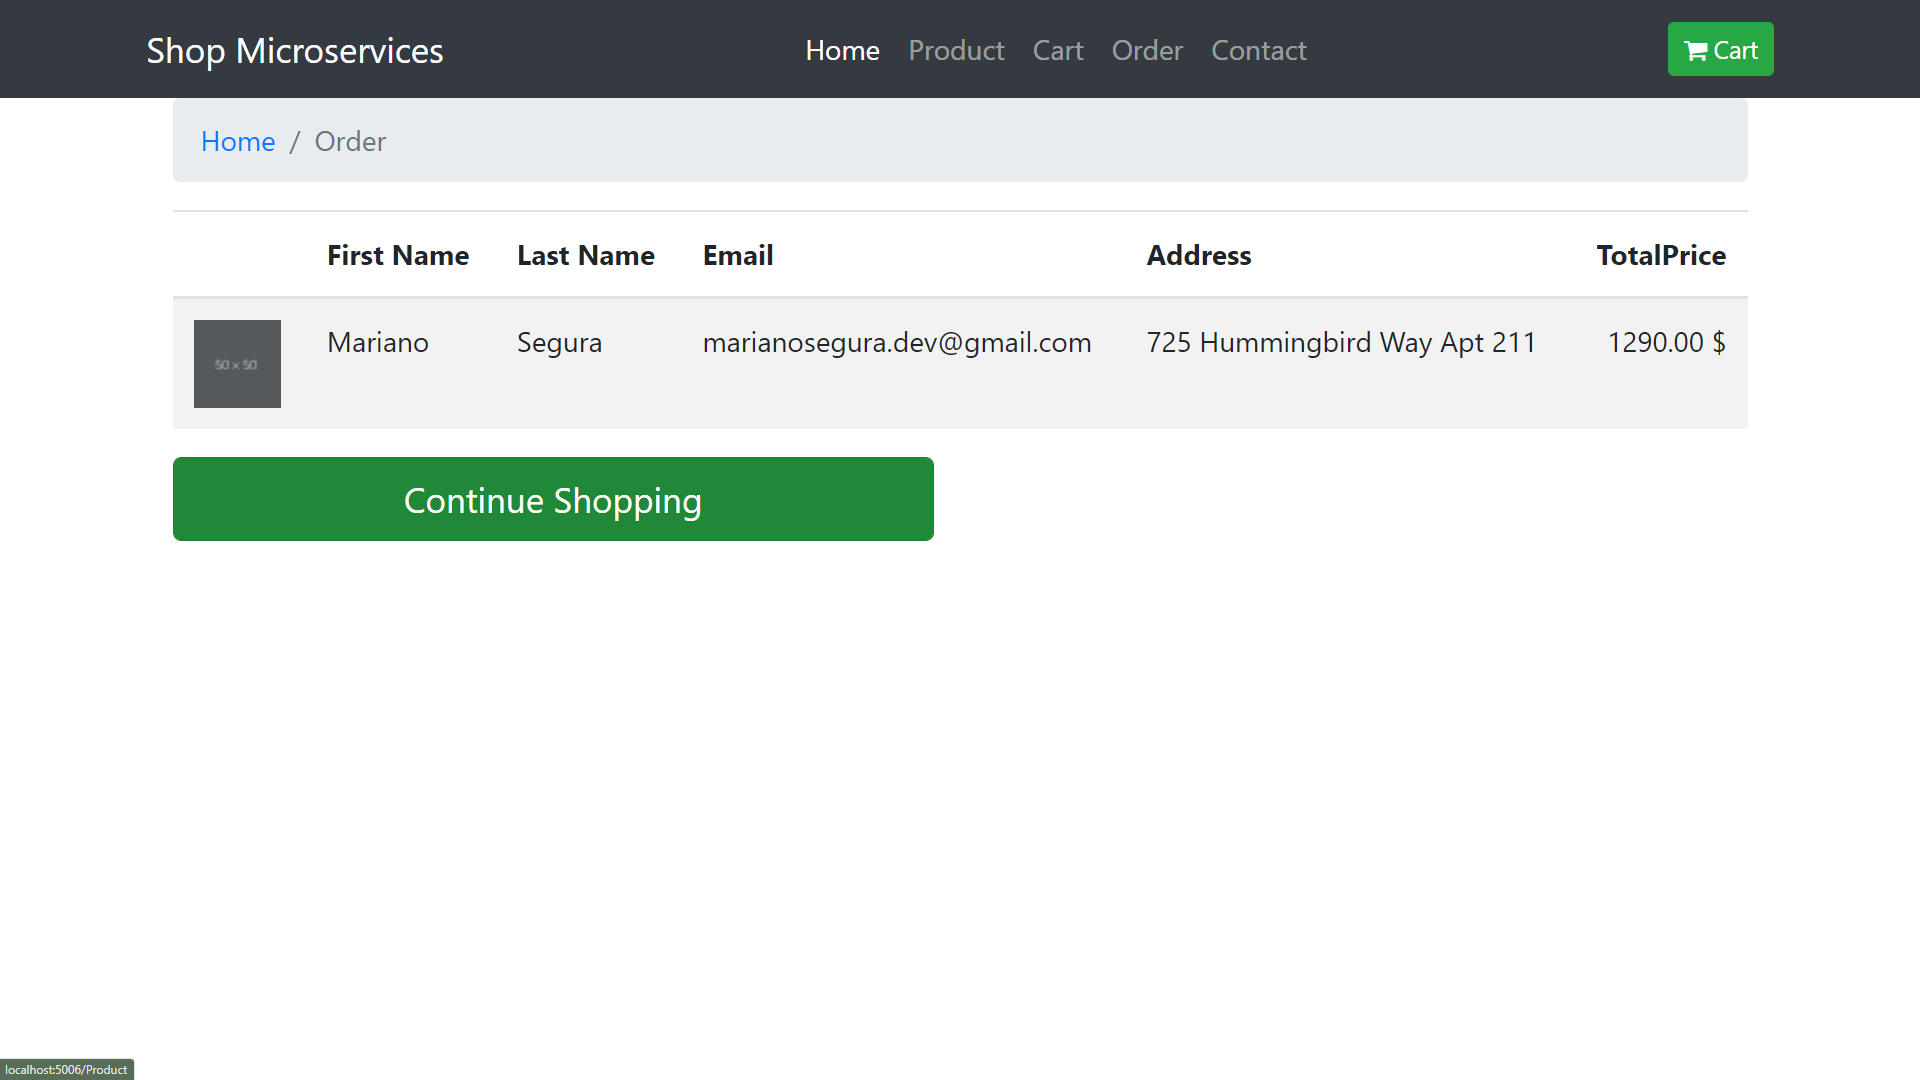 Shop Microservices Home Product Cart Order Contact Cart
Home / Order
First Name Last Name Email Address TotalPrice
50 x 50 Mariano Segura marianosegura.dev@gmail.com 725 Hummingbird Way Apt 211 1290.00 $
Continue Shopping
localhost:5006/Product